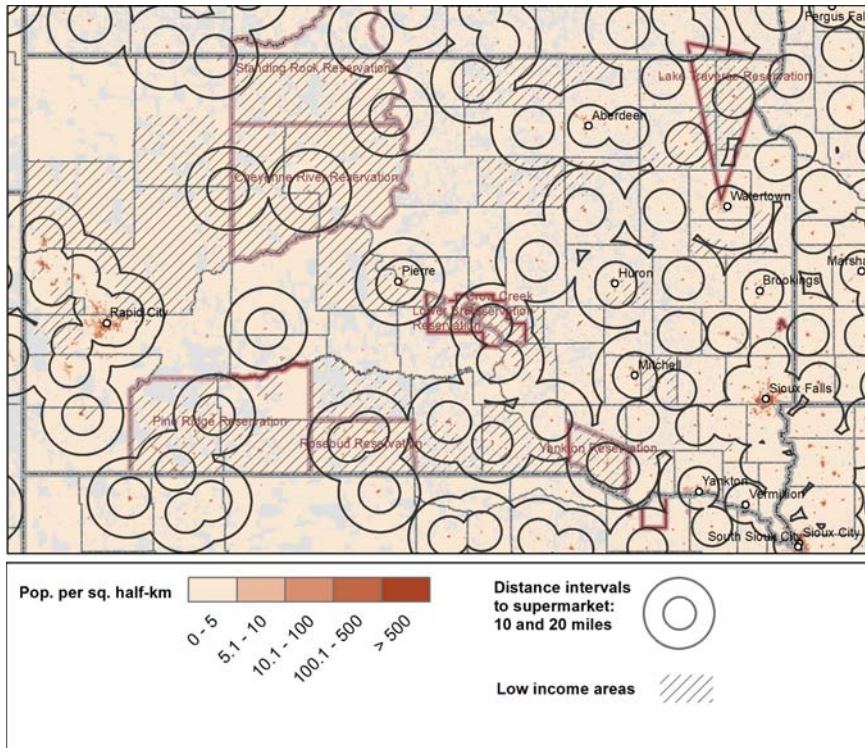 Fergus Fal
Standing Rock Reservation
Lake Traverse Reservation
Aberdeen
Cheyenne River Reservation
Watertown
Pierre
Huron
Marsha
Brookings
Crow Creek
Reservation
Reservation
Rapid City
Mitchell
Sioux Falls
Pine Ridge Reservation
Rosebud Reservation
Yankton Reservation
Yankton
Vermillion
South Sioux City
Sioux City
Pop. per sq. half-km
0 - 5
5.1 - 10
10.1 - 100
100.1 - 500
> 500
Distance intervals
to supermarket:
10 and 20 miles
Low income areas